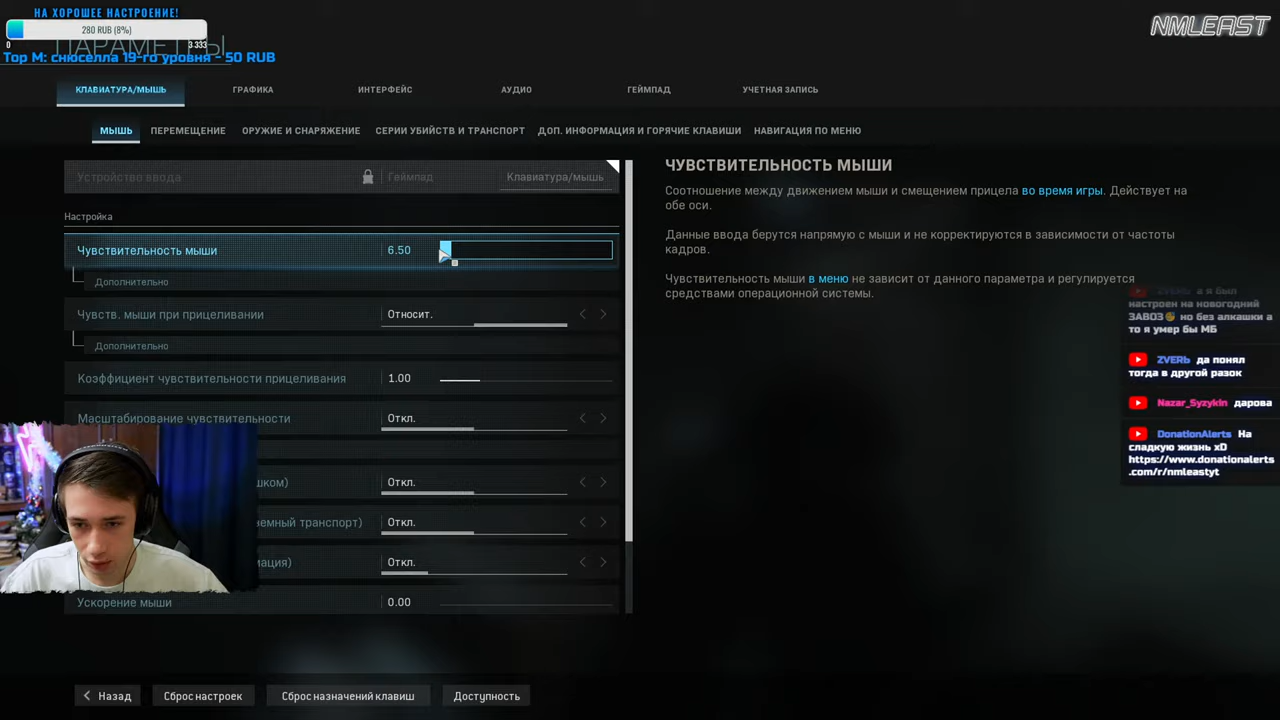 НА ХОРОШЕЕ НАСТРОЕНИЕ!
280 RUB (8%)
0 3 333
ПАРАМЕТРЫ
Top M: снюселла 19-го уровня - 50 RUB
NMLEAST
КЛАВИАТУРА/МЫШЬ ГРАФИКА ИНТЕРФЕЙС АУДИО ГЕЙМПАД УЧЕТНАЯ ЗАПИСЬ
МЫШЬ ПЕРЕМЕЩЕНИЕ ОРУЖИЕ И СНАРЯЖЕНИЕ СЕРИИ УБИЙСТВ И ТРАНСПОРТ ДОП. ИНФОРМАЦИЯ И ГОРЯЧИЕ КЛАВИШИ НАВИГАЦИЯ ПО МЕНЮ
Устройство ввода Геймпад Клавиатура/мышь
Настройка
Чувствительность мыши 6.50
Дополнительно
Чувств. мыши при прицеливании Относит.
Дополнительно
Коэффициент чувствительности прицеливания 1.00
Масштабирование чувствительности Откл.
шком) Откл.
земный транспорт) Откл.
мация) Откл.
Ускорение мыши 0.00
ЧУВСТВИТЕЛЬНОСТЬ МЫШИ
Соотношение между движением мыши и смещением прицела во время игры. Действует на
обе оси.
Данные ввода берутся напрямую с мыши и не корректируются в зависимости от частоты
кадров.
Чувствительность мыши в меню не зависит от данного параметра и регулируется
средствами операционной системы.
ZVERЬ а я был
настроен на новогодний
ЗАВОЗ но без алкашки а
то я умер бы МБ
ZVERЬ да понял
тогда в другой разок
Nazar_Syzykin дарова
DonationAlerts На
сладкую жизнь xD
https://www.donationalerts
.com/r/nmleastyt
Назад Сброс настроек Сброс назначений клавиш Доступность